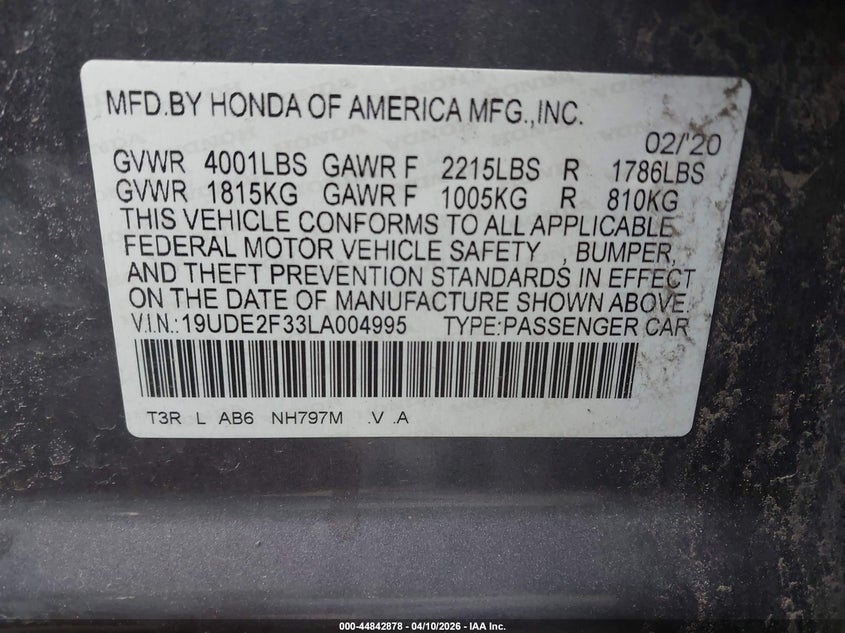 MFD.BY HONDA OF AMERICA MFG.,INC.
02/'20
GVWR 4001LBS GAWR F 2215LBS R 1786LBS
GVWR 1815KG GAWR F 1005KG R 810KG
THIS VEHICLE CONFORMS TO ALL APPLICABLE
FEDERAL MOTOR VEHICLE SAFETY , BUMPER,
AND THEFT PREVENTION STANDARDS IN EFFECT
ON THE DATE OF MANUFACTURE SHOWN ABOVE.
V.I.N.:19UDE2F33LA004995 TYPE:PASSENGER CAR
T3R L AB6 NH797M .V .A
000-44842878 - 04/10/2026 - IAA Inc.